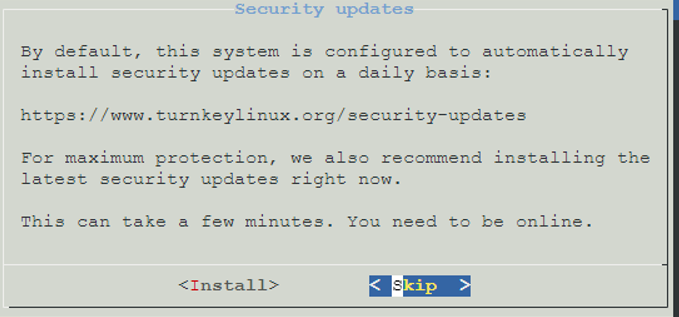 Security updates
By default, this system is configured to automatically
install security updates on a daily basis:
https://www.turnkeylinux.org/security-updates
For maximum protection, we also recommend installing the
latest security updates right now.
This can take a few minutes. You need to be online.
<Install> < Skip >